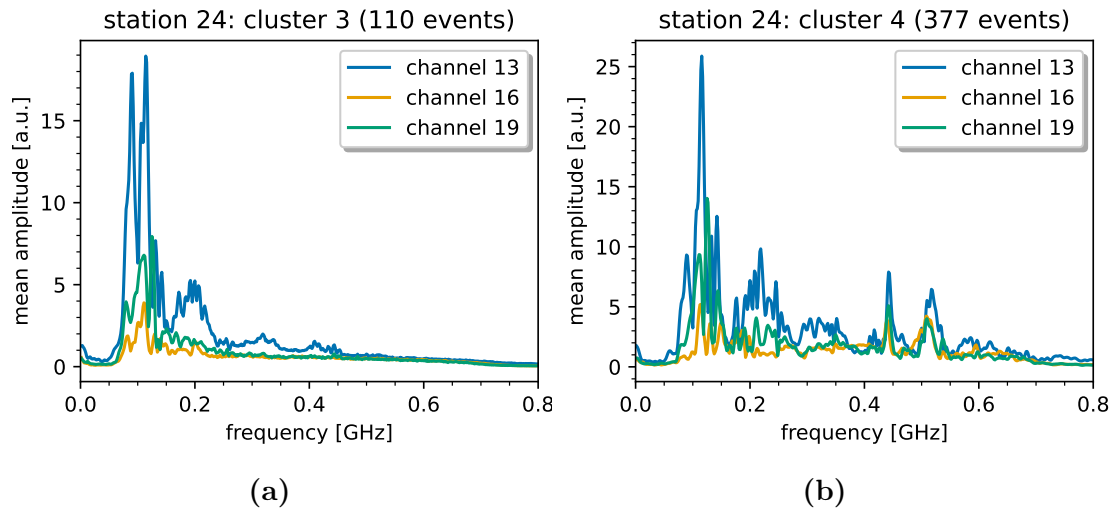 station 24: cluster 3 (110 events)
mean amplitude [a.u.]
15
10
5
0
channel 13
channel 16
channel 19
0.0 0.2 0.4 0.6 0.8
frequency [GHz]
(a)
station 24: cluster 4 (377 events)
mean amplitude [a.u.]
25
20
15
10
5
0
channel 13
channel 16
channel 19
0.0 0.2 0.4 0.6 0.8
frequency [GHz]
(b)